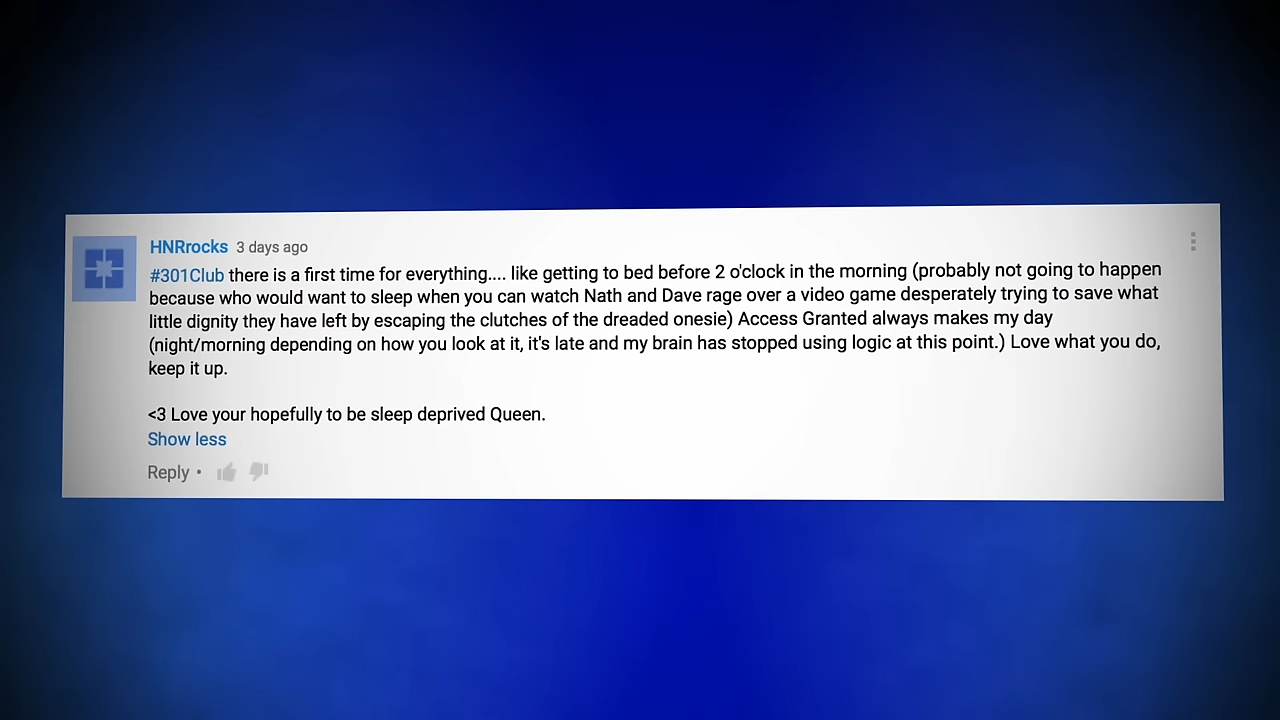 HNRrocks 3 days ago
#301Club there is a first time for everything.... like getting to bed before 2 o'clock in the morning (probably not going to happen
because who would want to sleep when you can watch Nath and Dave rage over a video game desperately trying to save what
little dignity they have left by escaping the clutches of the dreaded onesie) Access Granted always makes my day
(night/morning depending on how you look at it, it's late and my brain has stopped using logic at this point.) Love what you do,
keep it up.
<3 Love your hopefully to be sleep deprived Queen.
Show less
Reply •